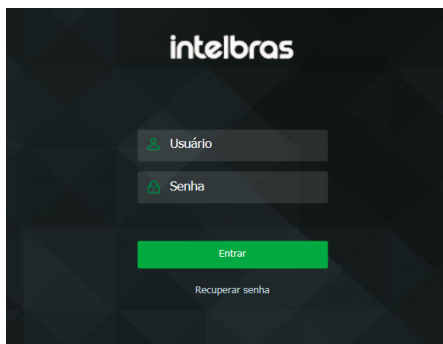 intelbras
Usuário
Senha
Entrar
Recuperar senha